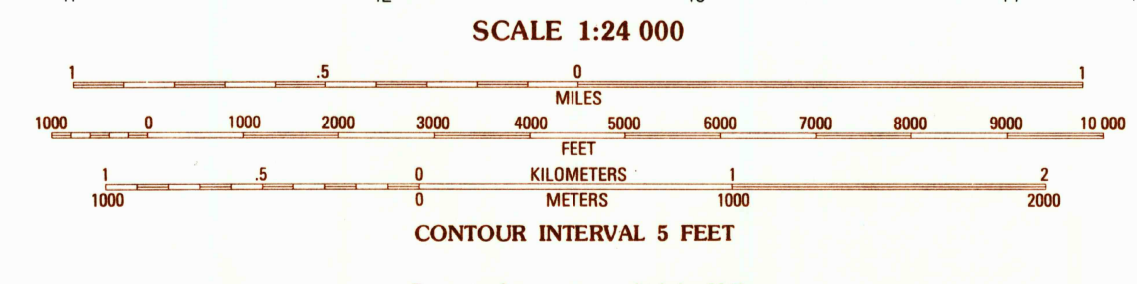 SCALE 1:24 000
1 .5 0 1
MILES
1000 0 1000 2000 3000 4000 5000 6000 7000 8000 9000 10 000
FEET
1 .5 0 KILOMETERS 1 2
1000 0 METERS 1000 2000
CONTOUR INTERVAL 5 FEET